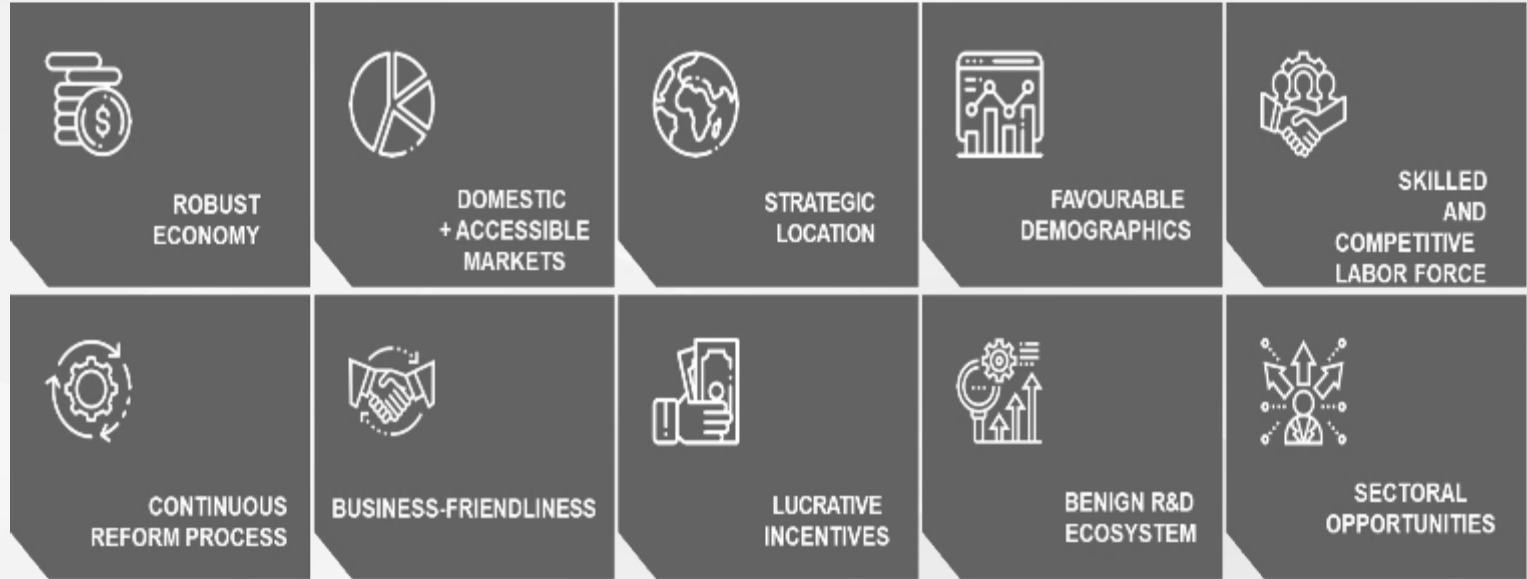 $
ROBUST
ECONOMY
DOMESTIC
+ ACCESSIBLE
MARKETS
STRATEGIC
LOCATION
FAVOURABLE
DEMOGRAPHICS
SKILLED
AND
COMPETITIVE
LABOR FORCE
CONTINUOUS
REFORM PROCESS
BUSINESS-FRIENDLINESS
LUCRATIVE
INCENTIVES
BENIGN R&D
ECOSYSTEM
SECTORAL
OPPORTUNITIES